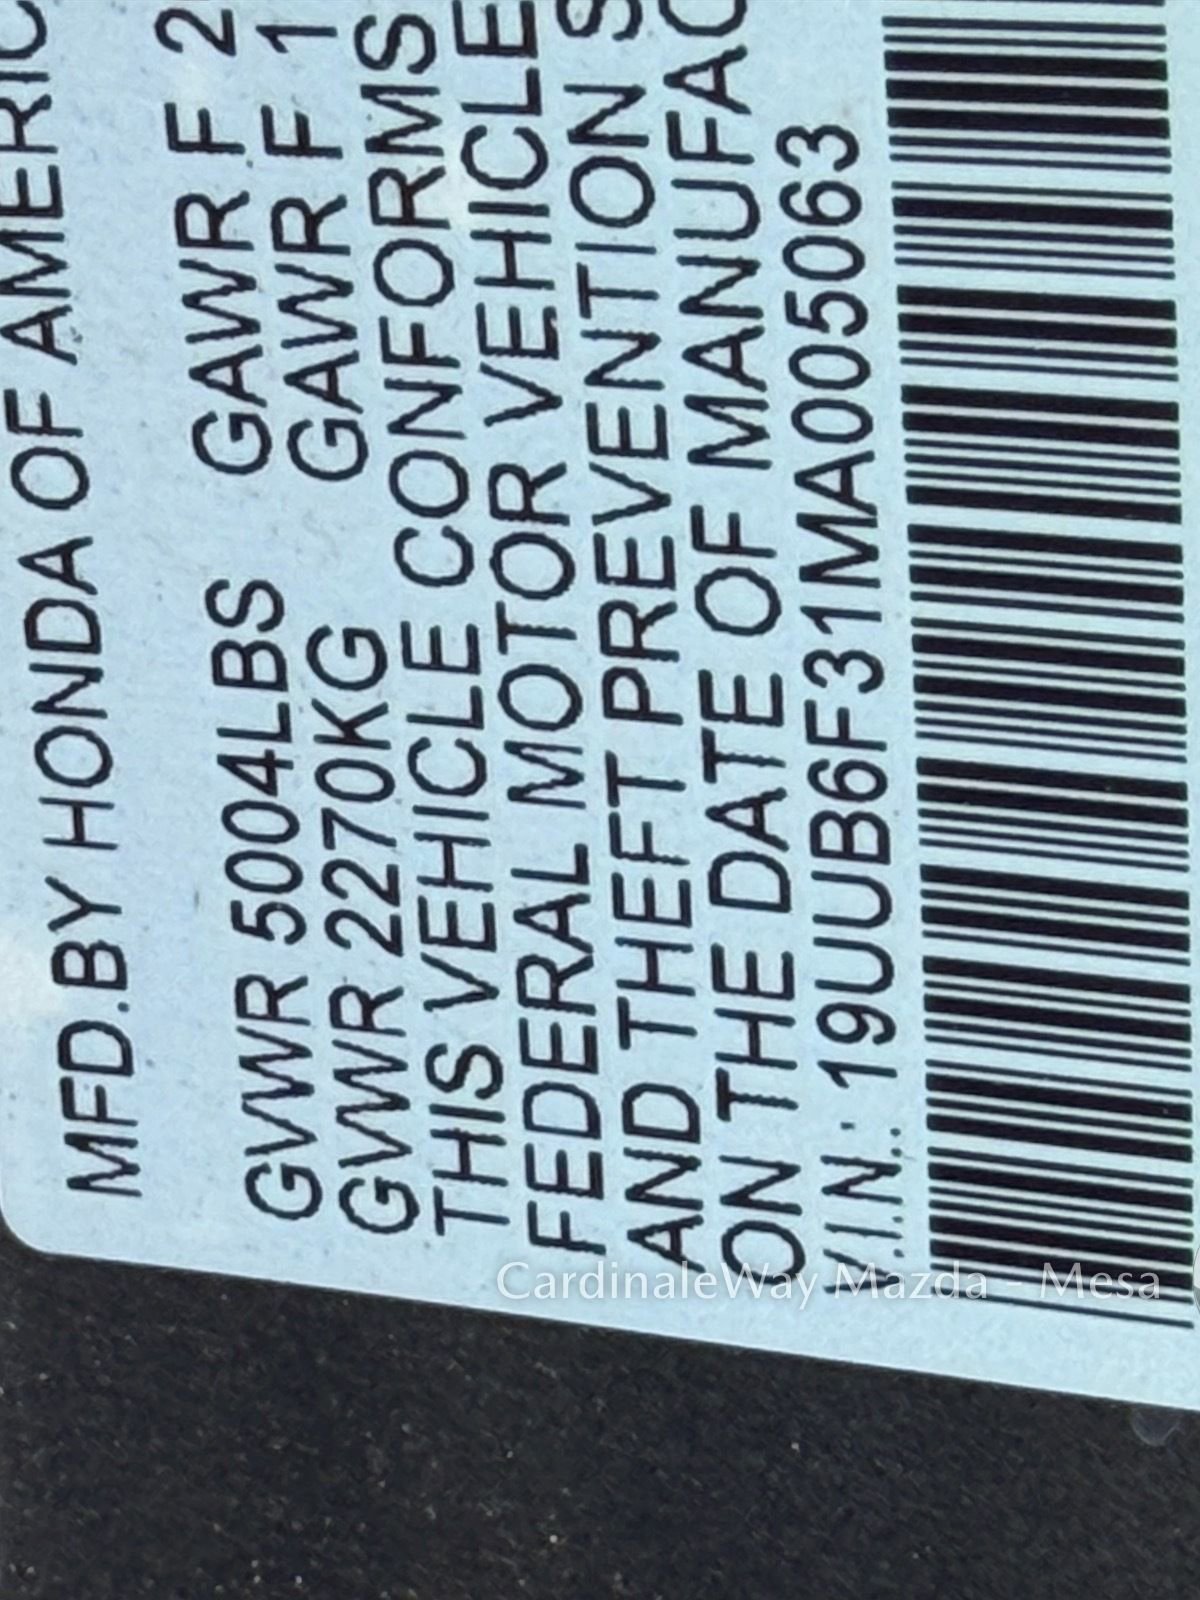 MFD.BY HONDA OF AMERIC
GVWR 5004LBS GAWR F 2
GVWR 2270KG GAWR F 1
THIS VEHICLE CONFORMS
FEDERAL MOTOR VEHICLE
AND THEFT PREVENTION S
ON THE DATE OF MANUFAC
V.I.N.: 19UUB6F31MA005063
CardinaleWay Mazda - Mesa